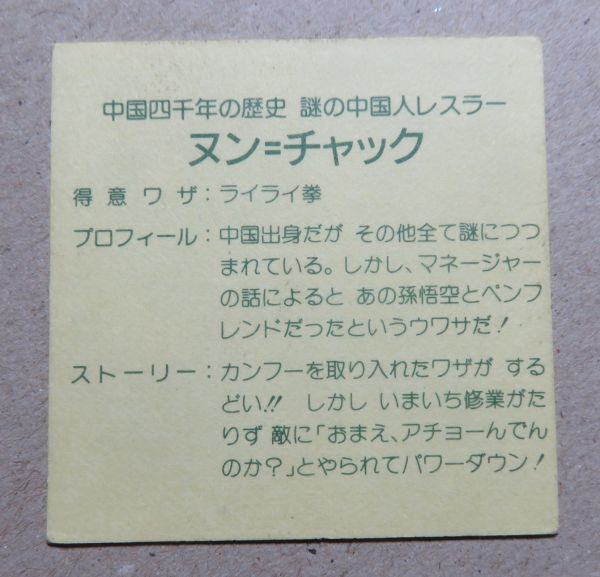 中国四千年の歴史 謎の中国人レスラー
ヌン=チャック
得意ワザ:ライライ拳
プロフィール:中国出身だが その他全て謎につつ
まれている。しかし、マネージャー
の話によると あの孫悟空とペンフ
レンドだったというウワサだ!
ストーリー:カンフーを取り入れたワザが する
どい!! しかし いまいち修業がた
りず 敵に「おまえ、アチョーんでん
のか?」とやられてパワーダウン!